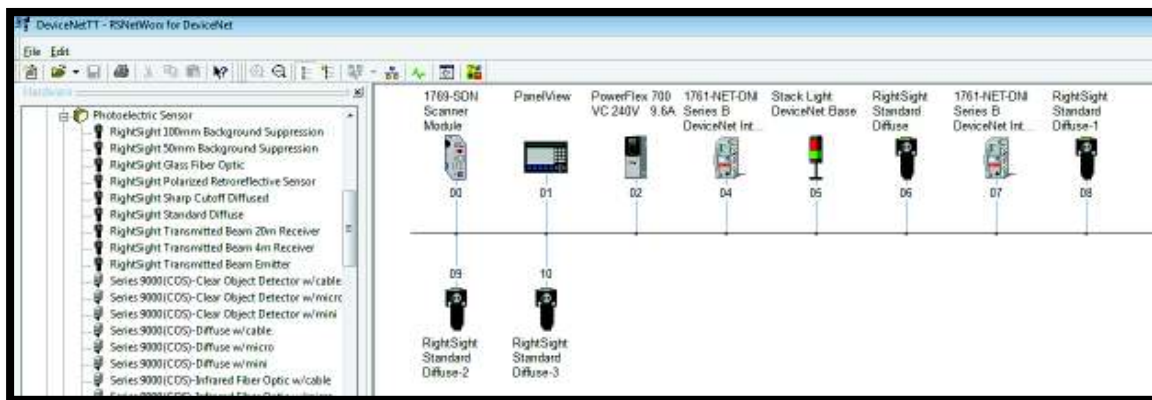 DeviceNetTT - RSNetWorx for DeviceNet
File Edit
Hardware
Photoelectric Sensor
RightSight 100mm Background Suppression
RightSight 50mm Background Suppression
RightSight Glass Fiber Optic
RightSight Polarized Retroreflective Sensor
RightSight Sharp Cutoff Diffused
RightSight Standard Diffuse
RightSight Transmitted Beam 20m Receiver
RightSight Transmitted Beam 4m Receiver
RightSight Transmitted Beam Emitter
Series 9000(COS)-Clear Object Detector w/cable
Series 9000(COS)-Clear Object Detector w/micro
Series 9000(COS)-Clear Object Detector w/mini
Series 9000(COS)-Diffuse w/cable
Series 9000(COS)-Diffuse w/micro
Series 9000(COS)-Diffuse w/mini
Series 9000(COS)-Infrared Fiber Optic w/cable
1769-SDN
Scanner
Module
00
PanelView
01
PowerFlex 700
VC 240V 9.6A
02
1761-NET-DNI
Series B
DeviceNet Int...
04
Stack Light
DeviceNet Base
05
RightSight
Standard
Diffuse
06
1761-NET-DNI
Series B
DeviceNet Int...
07
RightSight
Standard
Diffuse-1
08
09
RightSight
Standard
Diffuse-2
10
RightSight
Standard
Diffuse-3